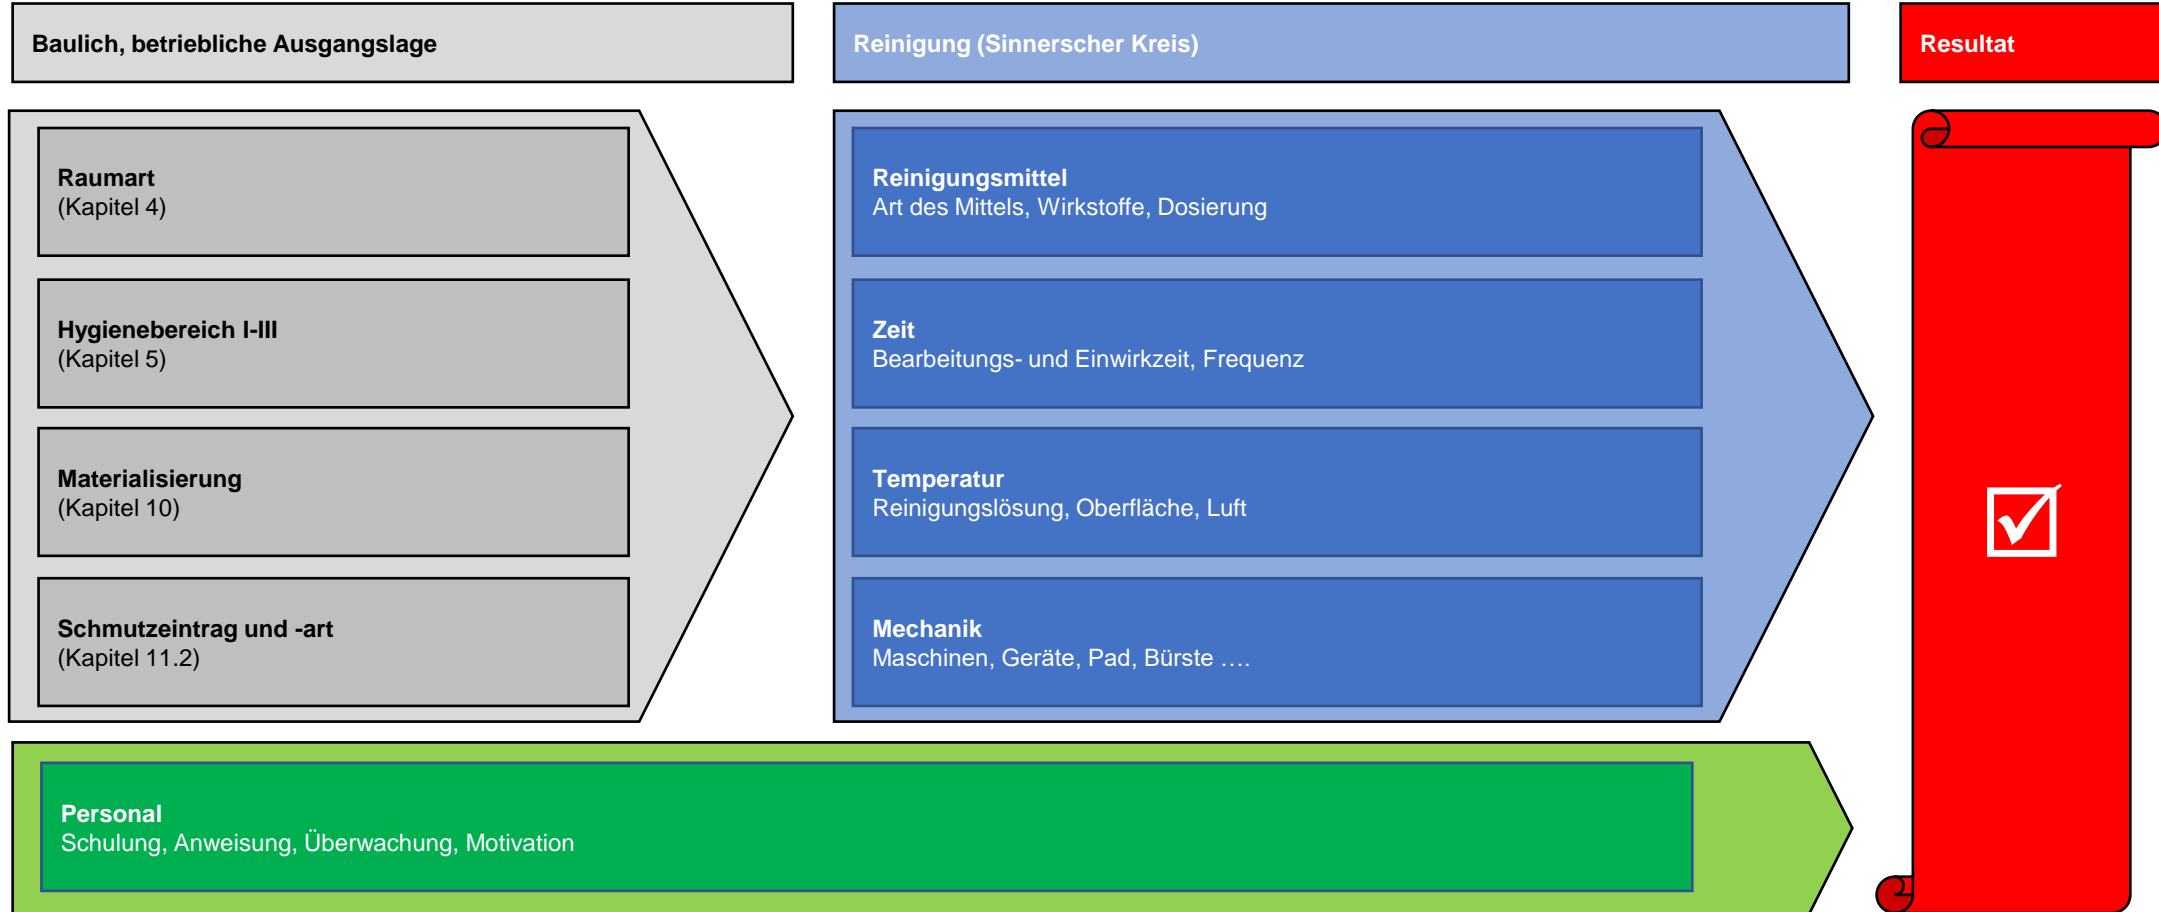 Baulich, betriebliche Ausgangslage
Reinigung (Sinnerscher Kreis)
Resultat
Raumart
(Kapitel 4)
Hygienebereich I-III
(Kapitel 5)
Materialisierung
(Kapitel 10)
Schmutzeintrag und -art
(Kapitel 11.2)
Reinigungsmittel
Art des Mittels, Wirkstoffe, Dosierung
Zeit
Bearbeitungs- und Einwirkzeit, Frequenz
Temperatur
Reinigungslösung, Oberfläche, Luft
Mechanik
Maschinen, Geräte, Pad, Bürste ….
Personal
Schulung, Anweisung, Überwachung, Motivation